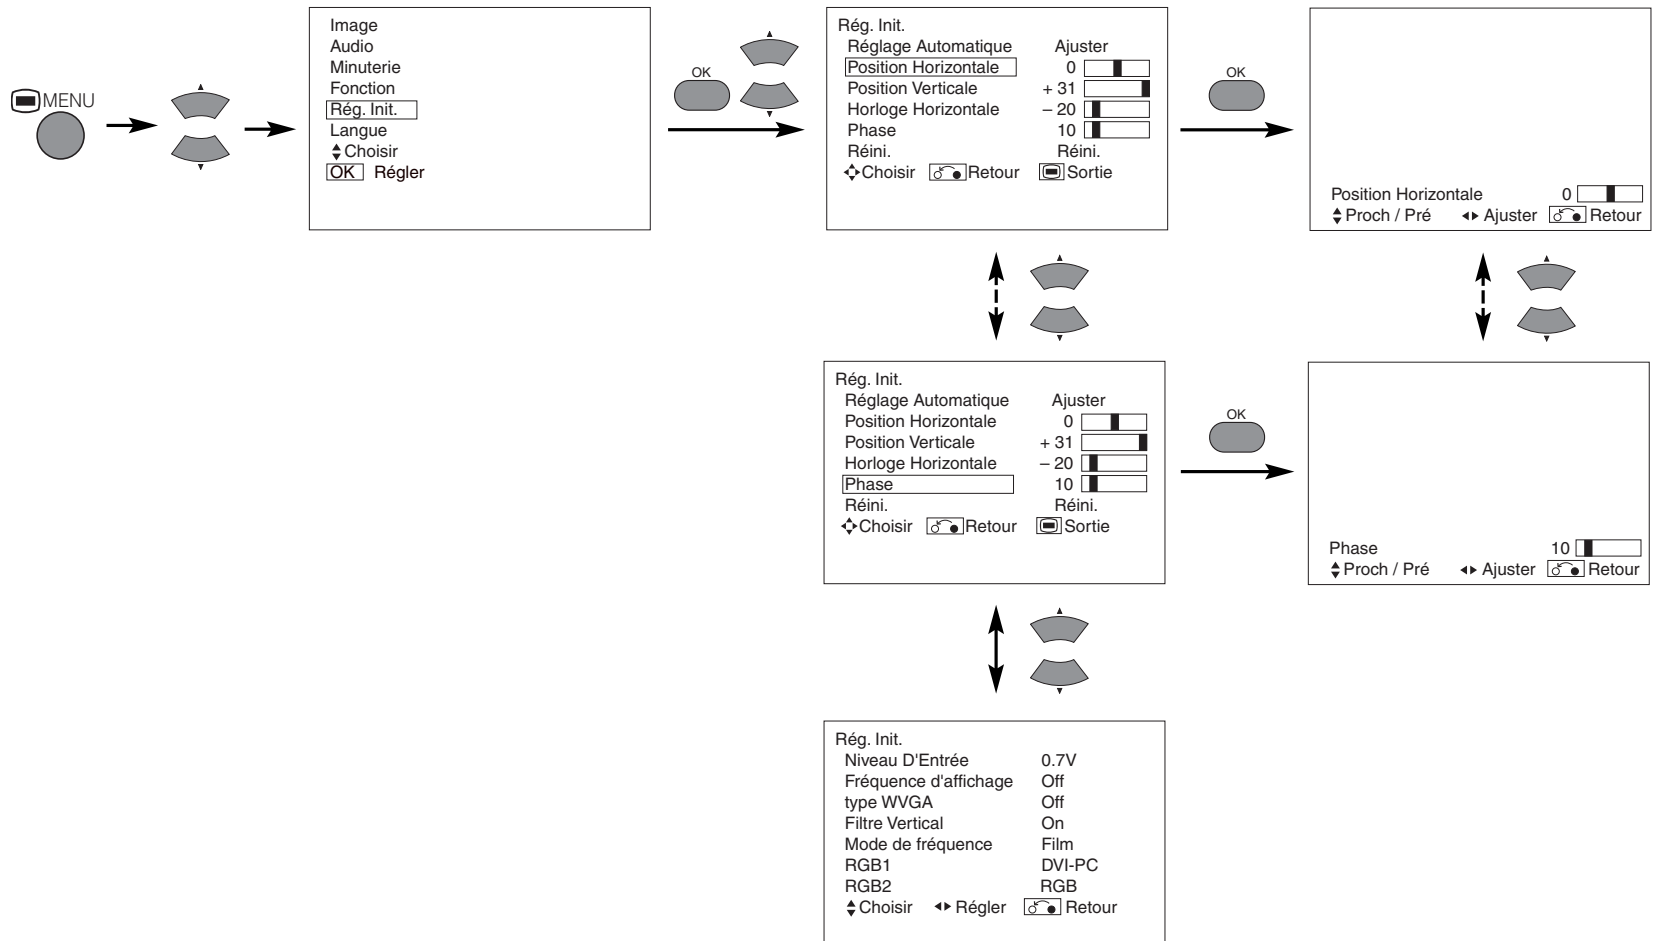 MENU
Image
Audio
Minuterie
Fonction
Rég. Init.
Langue
Choisir
OK Régler
OK
Rég. Init.
Réglage Automatique Ajuster
Position Horizontale 0
Position Verticale + 31
Horloge Horizontale – 20
Phase 10
Réini. Réini.
Choisir Retour Sortie
OK
Position Horizontale 0
Proch / Pré Ajuster Retour
Rég. Init.
Réglage Automatique Ajuster
Position Horizontale 0
Position Verticale + 31
Horloge Horizontale – 20
Phase 10
Réini. Réini.
Choisir Retour Sortie
OK
Phase 10
Proch / Pré Ajuster Retour
Rég. Init.
Niveau D'Entrée 0.7V
Fréquence d'affichage Off
type WVGA Off
Filtre Vertical On
Mode de fréquence Film
RGB1 DVI-PC
RGB2 RGB
Choisir Régler Retour